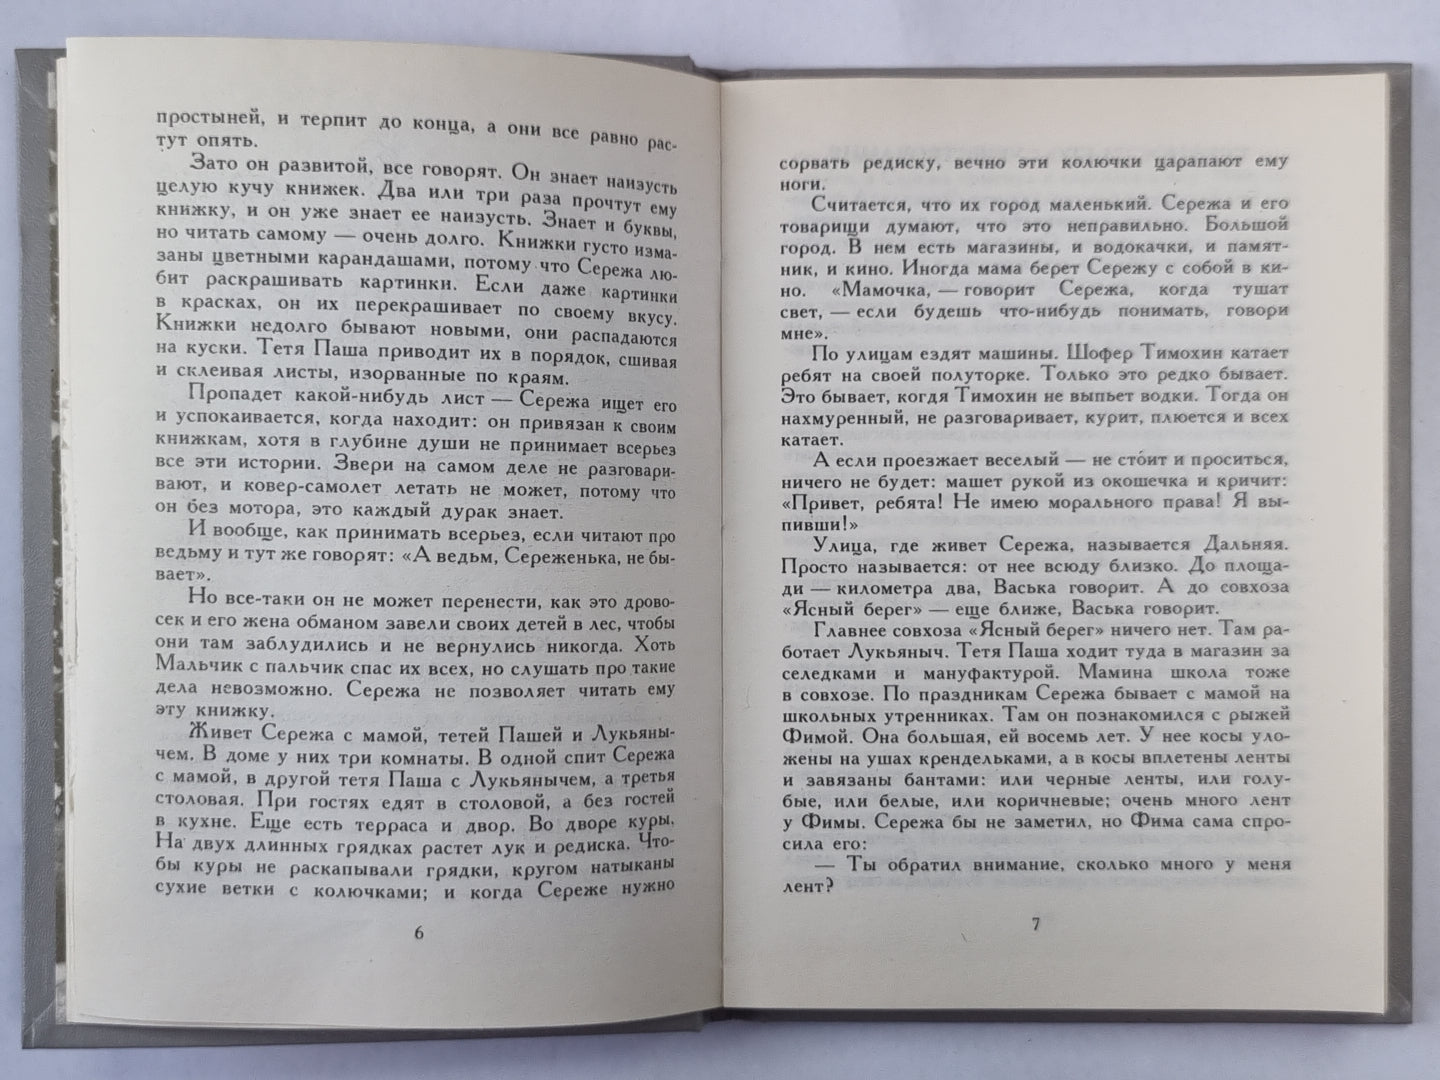 простыней, и терпит до конца, а они все равно рас-
тут опять.
Зато он развитой, все говорят. Он знает наизусть
целую кучу книжек. Два или три раза прочтут ему
книжку, и он уже знает ее наизусть. Знает и буквы,
но читать самому — очень долго. Книжки густо изма-
заны цветными карандашами, потому что Сережа лю-
бит раскрашивать картинки. Если даже картинки
в красках, он их перекрашивает по своему вкусу.
Книжки недолго бывают новыми, они распадаются
на куски. Тетя Паша приводит их в порядок, сшивая
и склеивая листы, изорванные по краям.
Пропадет какой-нибудь лист — Сережа ищет его
и успокаивается, когда находит: он привязан к своим
книжкам, хотя в глубине души не принимает всерьез
все эти истории. Звери на самом деле не разговари-
вают, и ковер-самолет летать не может, потому что
он без мотора, это каждый дурак знает.
И вообще, как принимать всерьез, если читают про
ведьму и тут же говорят: «А ведьм, Сереженька, не бы-
вает».
Но все-таки он не может перенести, как это дрово-
сек и его жена обманом завели своих детей в лес, чтобы
они там заблудились и не вернулись никогда. Хоть
Мальчик с пальчик спас их всех, но слушать про такие
дела невозможно. Сережа не позволяет читать ему
эту книжку.
Живет Сережа с мамой, тетей Пашей и Лукьяны-
чем. В доме у них три комнаты. В одной спит Сережа
с мамой, в другой тетя Паша с Лукьянычем, а третья
столовая. При гостях едят в столовой, а без гостей
в кухне. Еще есть терраса и двор. Во дворе куры.
На двух длинных грядках растет лук и редиска. Что-
бы куры не раскапывали грядки, кругом натыканы
сухие ветки с колючками; и когда Сереже нужно
6
сорвать редиску, вечно эти колючки царапают ему
ноги.
Считается, что их город маленький. Сережа и его
товарищи думают, что это неправильно. Большой
город. В нем есть магазины, и водокачки, и памят-
ник, и кино. Иногда мама берет Сережу с собой в ки-
но. «Мамочка, — говорит Сережа, когда тушат
свет, — если будешь что-нибудь понимать, говори
мне».
По улицам ездят машины. Шофер Тимохин катает
ребят на своей полуторке. Только это редко бывает.
Это бывает, когда Тимохин не выпьет водки. Тогда он
нахмуренный, не разговаривает, курит, плюется и всех
катает.
А если проезжает веселый — не сто́ит и проситься,
ничего не будет: машет рукой из окошечка и кричит:
«Привет, ребята! Не имею морального права! Я вы-
пивши!»
Улица, где живет Сережа, называется Дальняя.
Просто называется: от нее всюду близко. До площа-
ди — километра два, Васька говорит. А до совхоза
«Ясный берег» — еще ближе, Васька говорит.
Главнее совхоза «Ясный берег» ничего нет. Там ра-
ботает Лукьяныч. Тетя Паша ходит туда в магазин за
селедками и мануфактурой. Мамина школа тоже
в совхозе. По праздникам Сережа бывает с мамой на
школьных утренниках. Там он познакомился с рыжей
Фимой. Она большая, ей восемь лет. У нее косы уло-
жены на ушах крендельками, а в косы вплетены ленты
и завязаны бантами: или черные ленты, или голу-
бые, или белые, или коричневые; очень много лент
у Фимы. Сережа бы не заметил, но Фима сама спро-
сила его:
— Ты обратил внимание, сколько много у меня
лент?
7